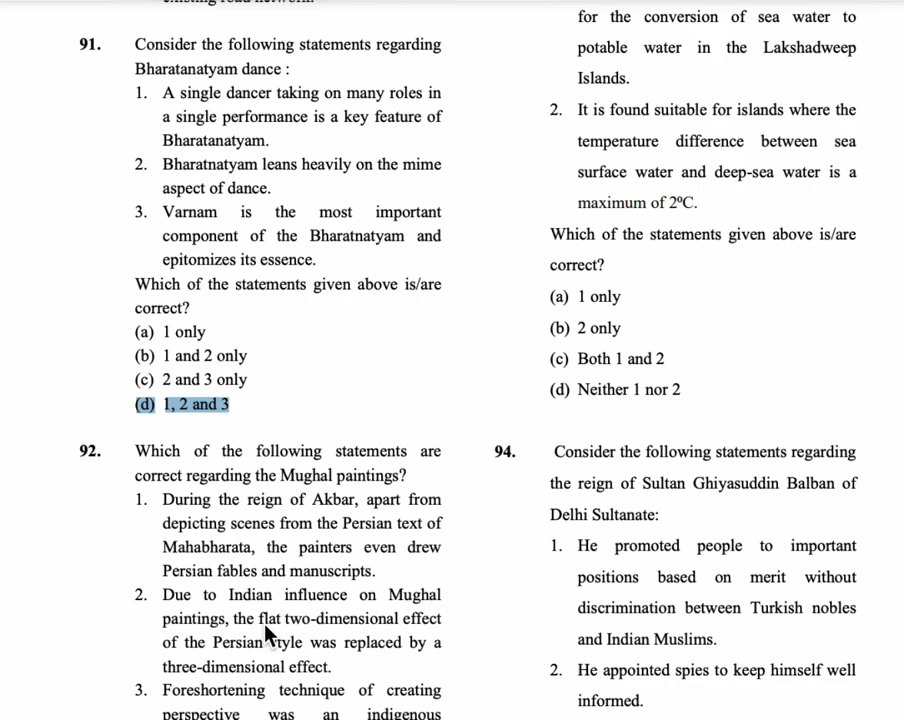 existing road network.
91. Consider the following statements regarding
Bharatanatyam dance :
1. A single dancer taking on many roles in
a single performance is a key feature of
Bharatanatyam.
2. Bharatnatyam leans heavily on the mime
aspect of dance.
3. Varnam is the most important
component of the Bharatnatyam and
epitomizes its essence.
Which of the statements given above is/are
correct?
(a) 1 only
(b) 1 and 2 only
(c) 2 and 3 only
(d) 1, 2 and 3
92. Which of the following statements are
correct regarding the Mughal paintings?
1. During the reign of Akbar, apart from
depicting scenes from the Persian text of
Mahabharata, the painters even drew
Persian fables and manuscripts.
2. Due to Indian influence on Mughal
paintings, the flat two-dimensional effect
of the Persian style was replaced by a
three-dimensional effect.
3. Foreshortening technique of creating
perspective was an indigenous
for the conversion of sea water to
potable water in the Lakshadweep
Islands.
2. It is found suitable for islands where the
temperature difference between sea
surface water and deep-sea water is a
maximum of 2⁰C.
Which of the statements given above is/are
correct?
(a) 1 only
(b) 2 only
(c) Both 1 and 2
(d) Neither 1 nor 2
94. Consider the following statements regarding
the reign of Sultan Ghiyasuddin Balban of
Delhi Sultanate:
1. He promoted people to important
positions based on merit without
discrimination between Turkish nobles
and Indian Muslims.
2. He appointed spies to keep himself well
informed.